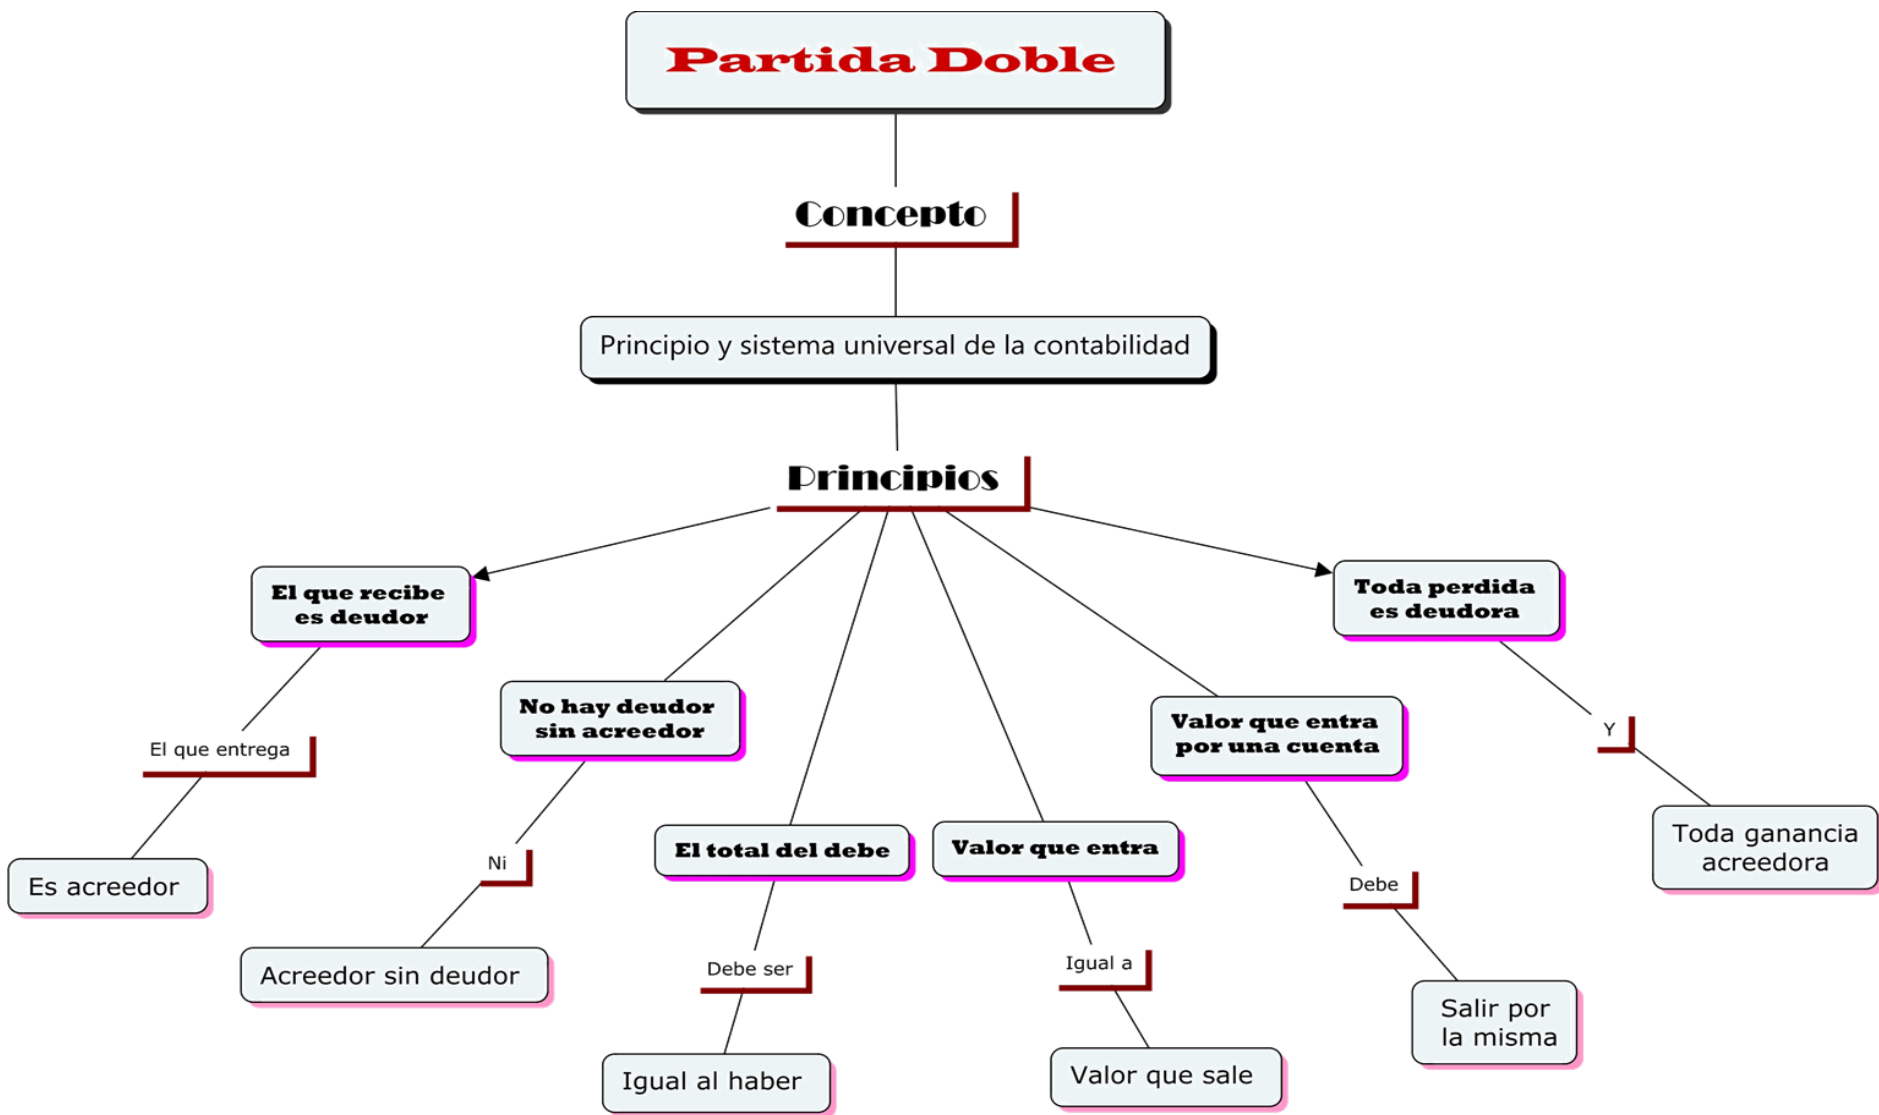 Partida Doble
Concepto
Principio y sistema universal de la contabilidad
Principios
El que recibe
es deudor
El que entrega
Es acreedor
No hay deudor
sin acreedor
Ni
Acreedor sin deudor
El total del debe
Debe ser
Igual al haber
Valor que entra
Igual a
Valor que sale
Valor que entra
por una cuenta
Debe
Salir por
la misma
Toda perdida
es deudora
Y
Toda ganancia
acreedora